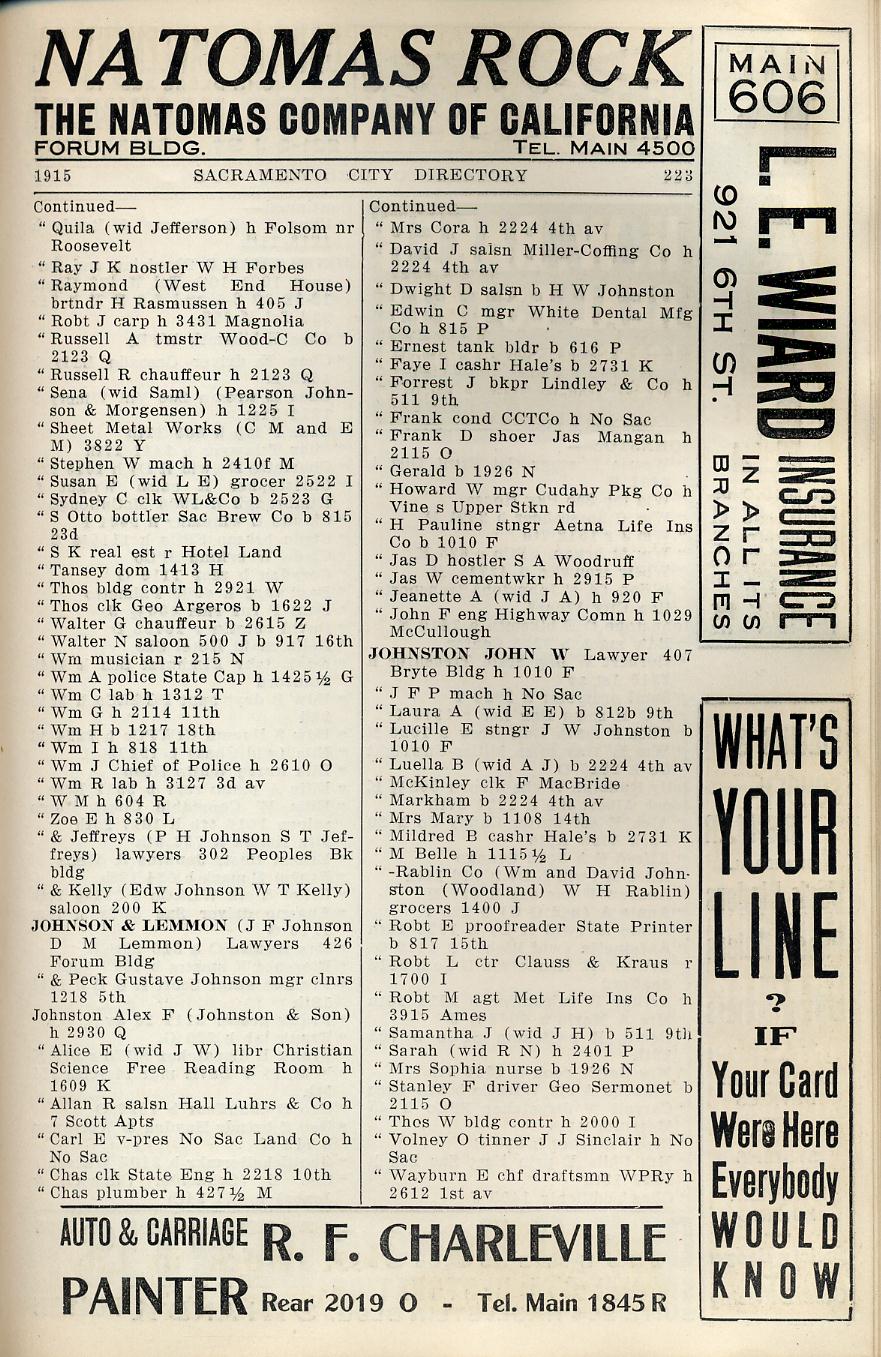 NATOMAS ROCK
THE NATOMAS COMPANY OF CALIFORNIA
FORUM BLDG. TEL. MAIN 4500
1915 SACRAMENTO CITY DIRECTORY 223
Continued—
“ Quila (wid Jefferson) h Folsom nr
Roosevelt
“ Ray J K nostler W H Forbes
“ Raymond (West End House)
brtndr H Rasmussen h 405 J
“ Robt J carp h 3431 Magnolia
“ Russell A tmstr Wood-C Co b
2123 Q
“ Russell R chauffeur h 2123 Q
“ Sena (wid Saml) (Pearson John-
son & Morgensen) h 1225 I
“ Sheet Metal Works (C M and E
M) 3822 Y
“ Stephen W mach h 2410f M
“ Susan E (wid L E) grocer 2522 I
“ Sydney C clk WL&Co b 2523 G
“ S Otto bottler Sac Brew Co b 815
23d
“ S K real est r Hotel Land
“ Tansey dom 1413 H
“ Thos bldg contr h 2921 W
“ Thos clk Geo Argeros b 1622 J
“ Walter G chauffeur b 2615 Z
“ Walter N saloon 500 J b 917 16th
“ Wm musician r 215 N
“ Wm A police State Cap h 1425½ G
“ Wm C lab h 1312 T
“ Wm G h 2114 11th
“ Wm H b 1217 18th
“ Wm I h 818 11th
“ Wm J Chief of Police h 2610 O
“ Wm R lab h 3127 3d av
“ W M h 604 R
“ Zoe E h 830 L
“ & Jeffreys (P H Johnson S T Jef-
freys) lawyers 302 Peoples Bk
bldg
“ & Kelly (Edw Johnson W T Kelly)
saloon 200 K
JOHNSON & LEMMON (J F Johnson
D M Lemmon) Lawyers 426
Forum Bldg
“ & Peck Gustave Johnson mgr clnrs
1218 5th
Johnston Alex F (Johnston & Son)
h 2930 Q
“ Alice E (wid J W) libr Christian
Science Free Reading Room h
1609 K
“ Allan R salsn Hall Luhrs & Co h
7 Scott Apts
“ Carl E v-pres No Sac Land Co h
No Sac
“ Chas clk State Eng h 2218 10th
“ Chas plumber h 427½ M
Continued—
“ Mrs Cora h 2224 4th av
“ David J salsn Miller-Coffing Co h
2224 4th av
“ Dwight D salsn b H W Johnston
“ Edwin C mgr White Dental Mfg
Co h 815 P
“ Ernest tank bldr b 616 P
“ Faye I cashr Hale's b 2731 K
“ Forrest J bkpr Lindley & Co h
511 9th
“ Frank cond CCTCo h No Sac
“ Frank D shoer Jas Mangan h
2115 O
“ Gerald b 1926 N
“ Howard W mgr Cudahy Pkg Co h
Vine s Upper Stkn rd
“ H Pauline stngr Aetna Life Ins
Co b 1010 F
“ Jas D hostler S A Woodruff
“ Jas W cementwkr h 2915 P
“ Jeanette A (wid J A) h 920 F
“ John F eng Highway Comn h 1029
McCullough
JOHNSTON JOHN W Lawyer 407
Bryte Bldg h 1010 F
“ J F P mach h No Sac
“ Laura A (wid E E) b 812b 9th
“ Lucille E stngr J W Johnston b
1010 F
“ Luella B (wid A J) b 2224 4th av
“ McKinley clk F MacBride
“ Markham b 2224 4th av
“ Mrs Mary b 1108 14th
“ Mildred B cashr Hale's b 2731 K
“ M Belle h 1115½ L
“ -Rablin Co (Wm and David John-
ston (Woodland) W H Rablin)
grocers 1400 J
“ Robt E proofreader State Printer
b 817 15th
“ Robt L ctr Clauss & Kraus r
1700 I
“ Robt M agt Met Life Ins Co h
3915 Ames
“ Samantha J (wid J H) b 511 9th
“ Sarah (wid R N) h 2401 P
“ Mrs Sophia nurse b 1926 N
“ Stanley F driver Geo Sermonet b
2115 O
“ Thos W bldg contr h 2000 I
“ Volney O tinner J J Sinclair h No
Sac
“ Wayburn E chf draftsmn WPRy h
2612 1st av
MAIN
606
L. E. WIARD INSURANCE
921 6TH ST.
IN ALL ITS
BRANCHES
WHAT'S
YOUR
LINE
?
IF
Your Card
Were Here
Everybody
WOULD
KNOW
AUTO & CARRIAGE R. F. CHARLEVILLE
PAINTER Rear 2019 O - Tel. Main 1845 R